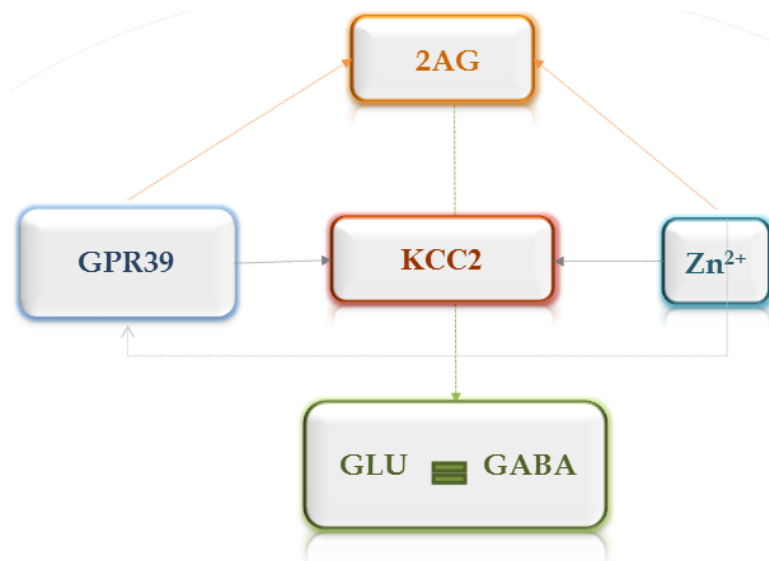 2AG
GPR39
KCC2
Zn²⁺
GLU = GABA